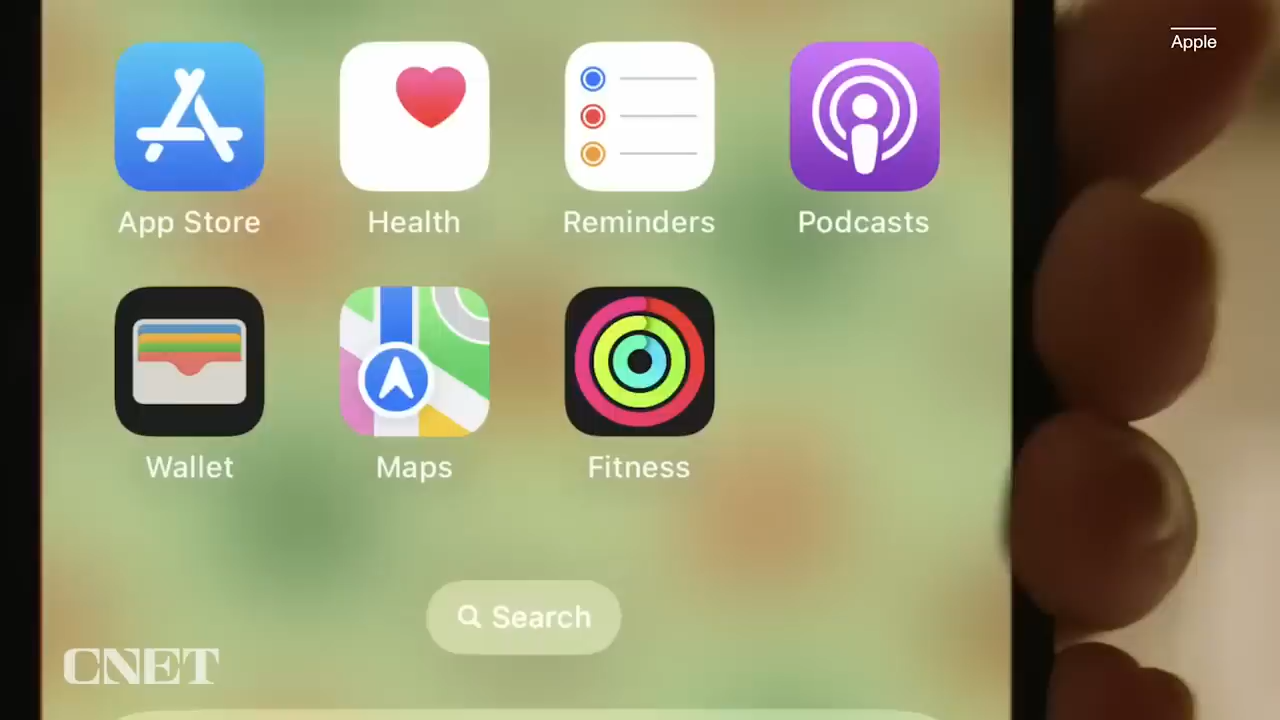 Apple
App Store
Health
Reminders
Podcasts
Wallet
Maps
Fitness
Search
CNET